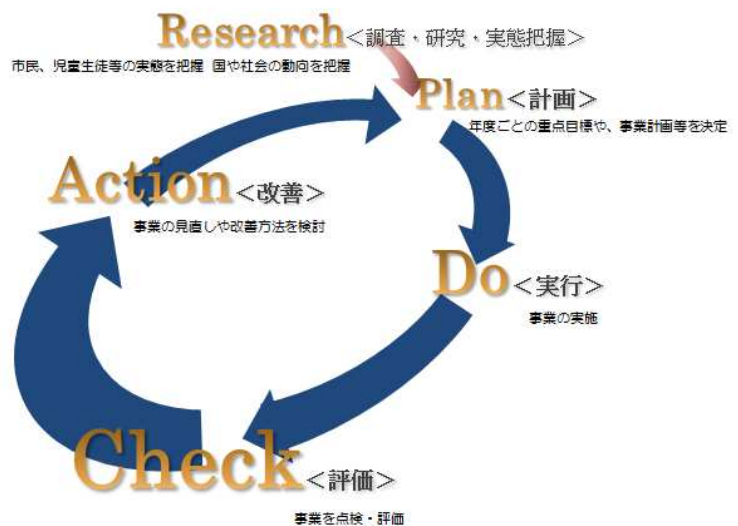 Research＜調査・研究・実態把握＞
市民、児童生徒等の実態を把握 国や社会の動向を把握
Plan＜計画＞
年度ごとの重点目標や、事業計画等を決定
Do＜実行＞
事業の実施
Check＜評価＞
事業を点検・評価
Action＜改善＞
事業の見直しや改善方法を検討